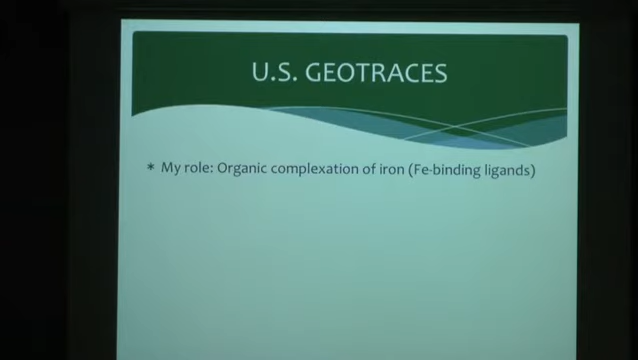 U.S. GEOTRACES
* My role: Organic complexation of iron (Fe-binding ligands)